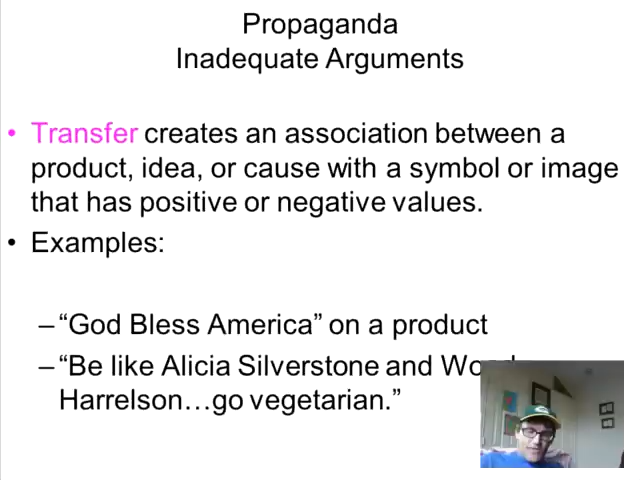 Propaganda
Inadequate Arguments
• Transfer creates an association between a
product, idea, or cause with a symbol or image
that has positive or negative values.
• Examples:
– “God Bless America” on a product
– “Be like Alicia Silverstone and
Harrelson…go vegetarian.”